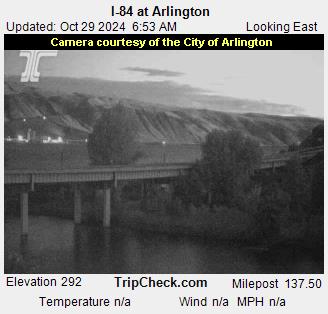 I-84 at Arlington
Updated: Oct 29 2024 6:53 AM Looking East
Camera courtesy of the City of Arlington
Elevation 292 TripCheck.com Milepost 137.50
Temperature n/a Wind n/a MPH n/a